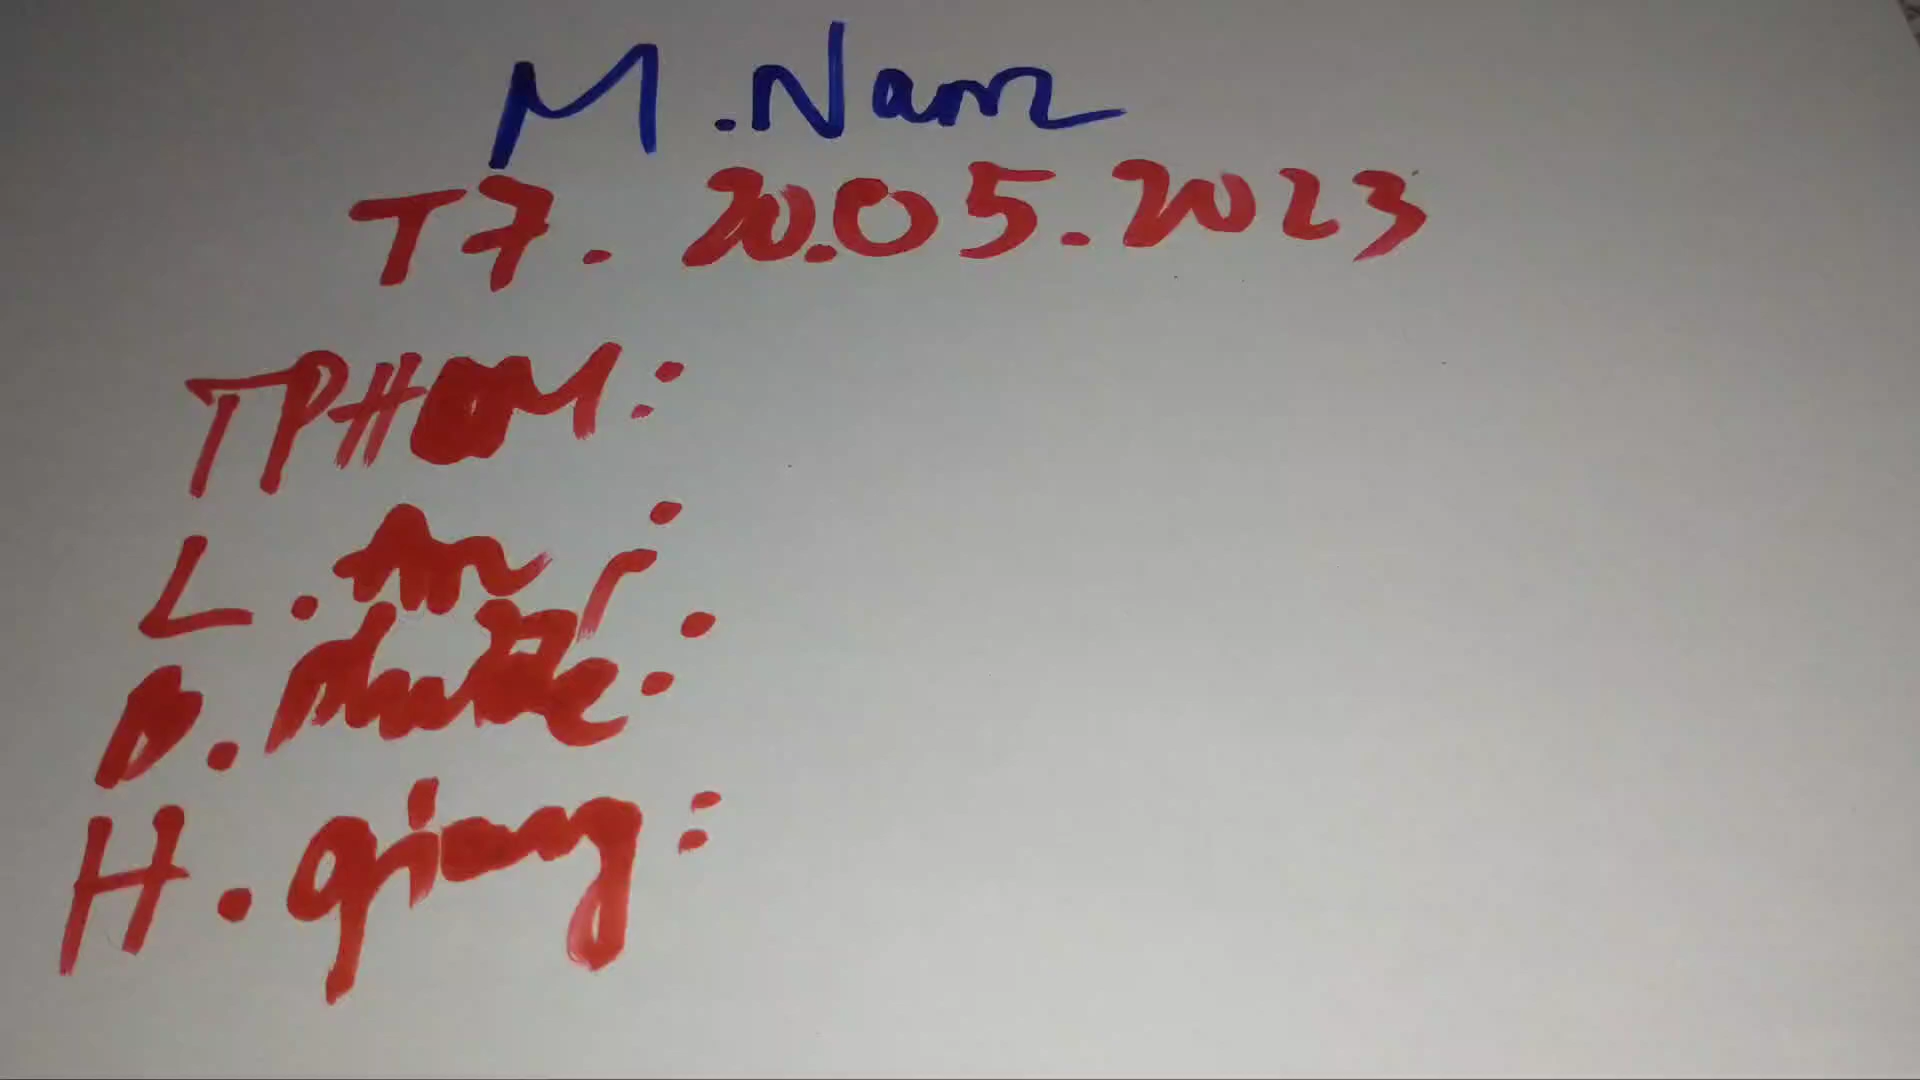 M.Nam
T7. 20.05.2023
TPHCM:
L.An :
B.Phước:
H.Giang: